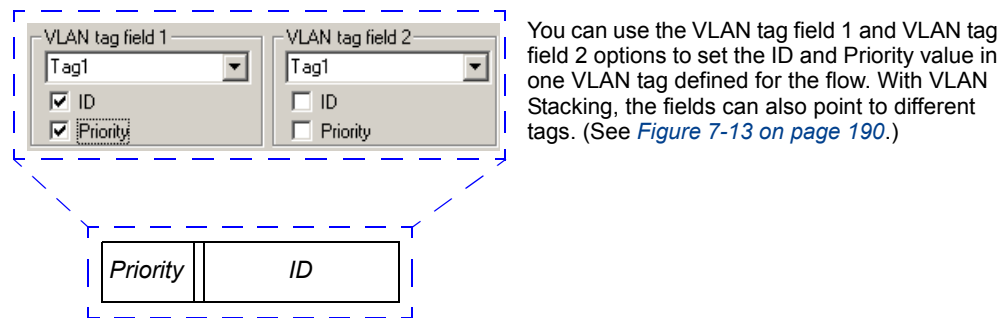 VLAN tag field 1
Tag1
ID
Priority
VLAN tag field 2
Tag1
ID
Priority
You can use the VLAN tag field 1 and VLAN tag
field 2 options to set the ID and Priority value in
one VLAN tag defined for the flow. With VLAN
Stacking, the fields can also point to different
tags. (See Figure 7-13 on page 190.)
Priority
ID